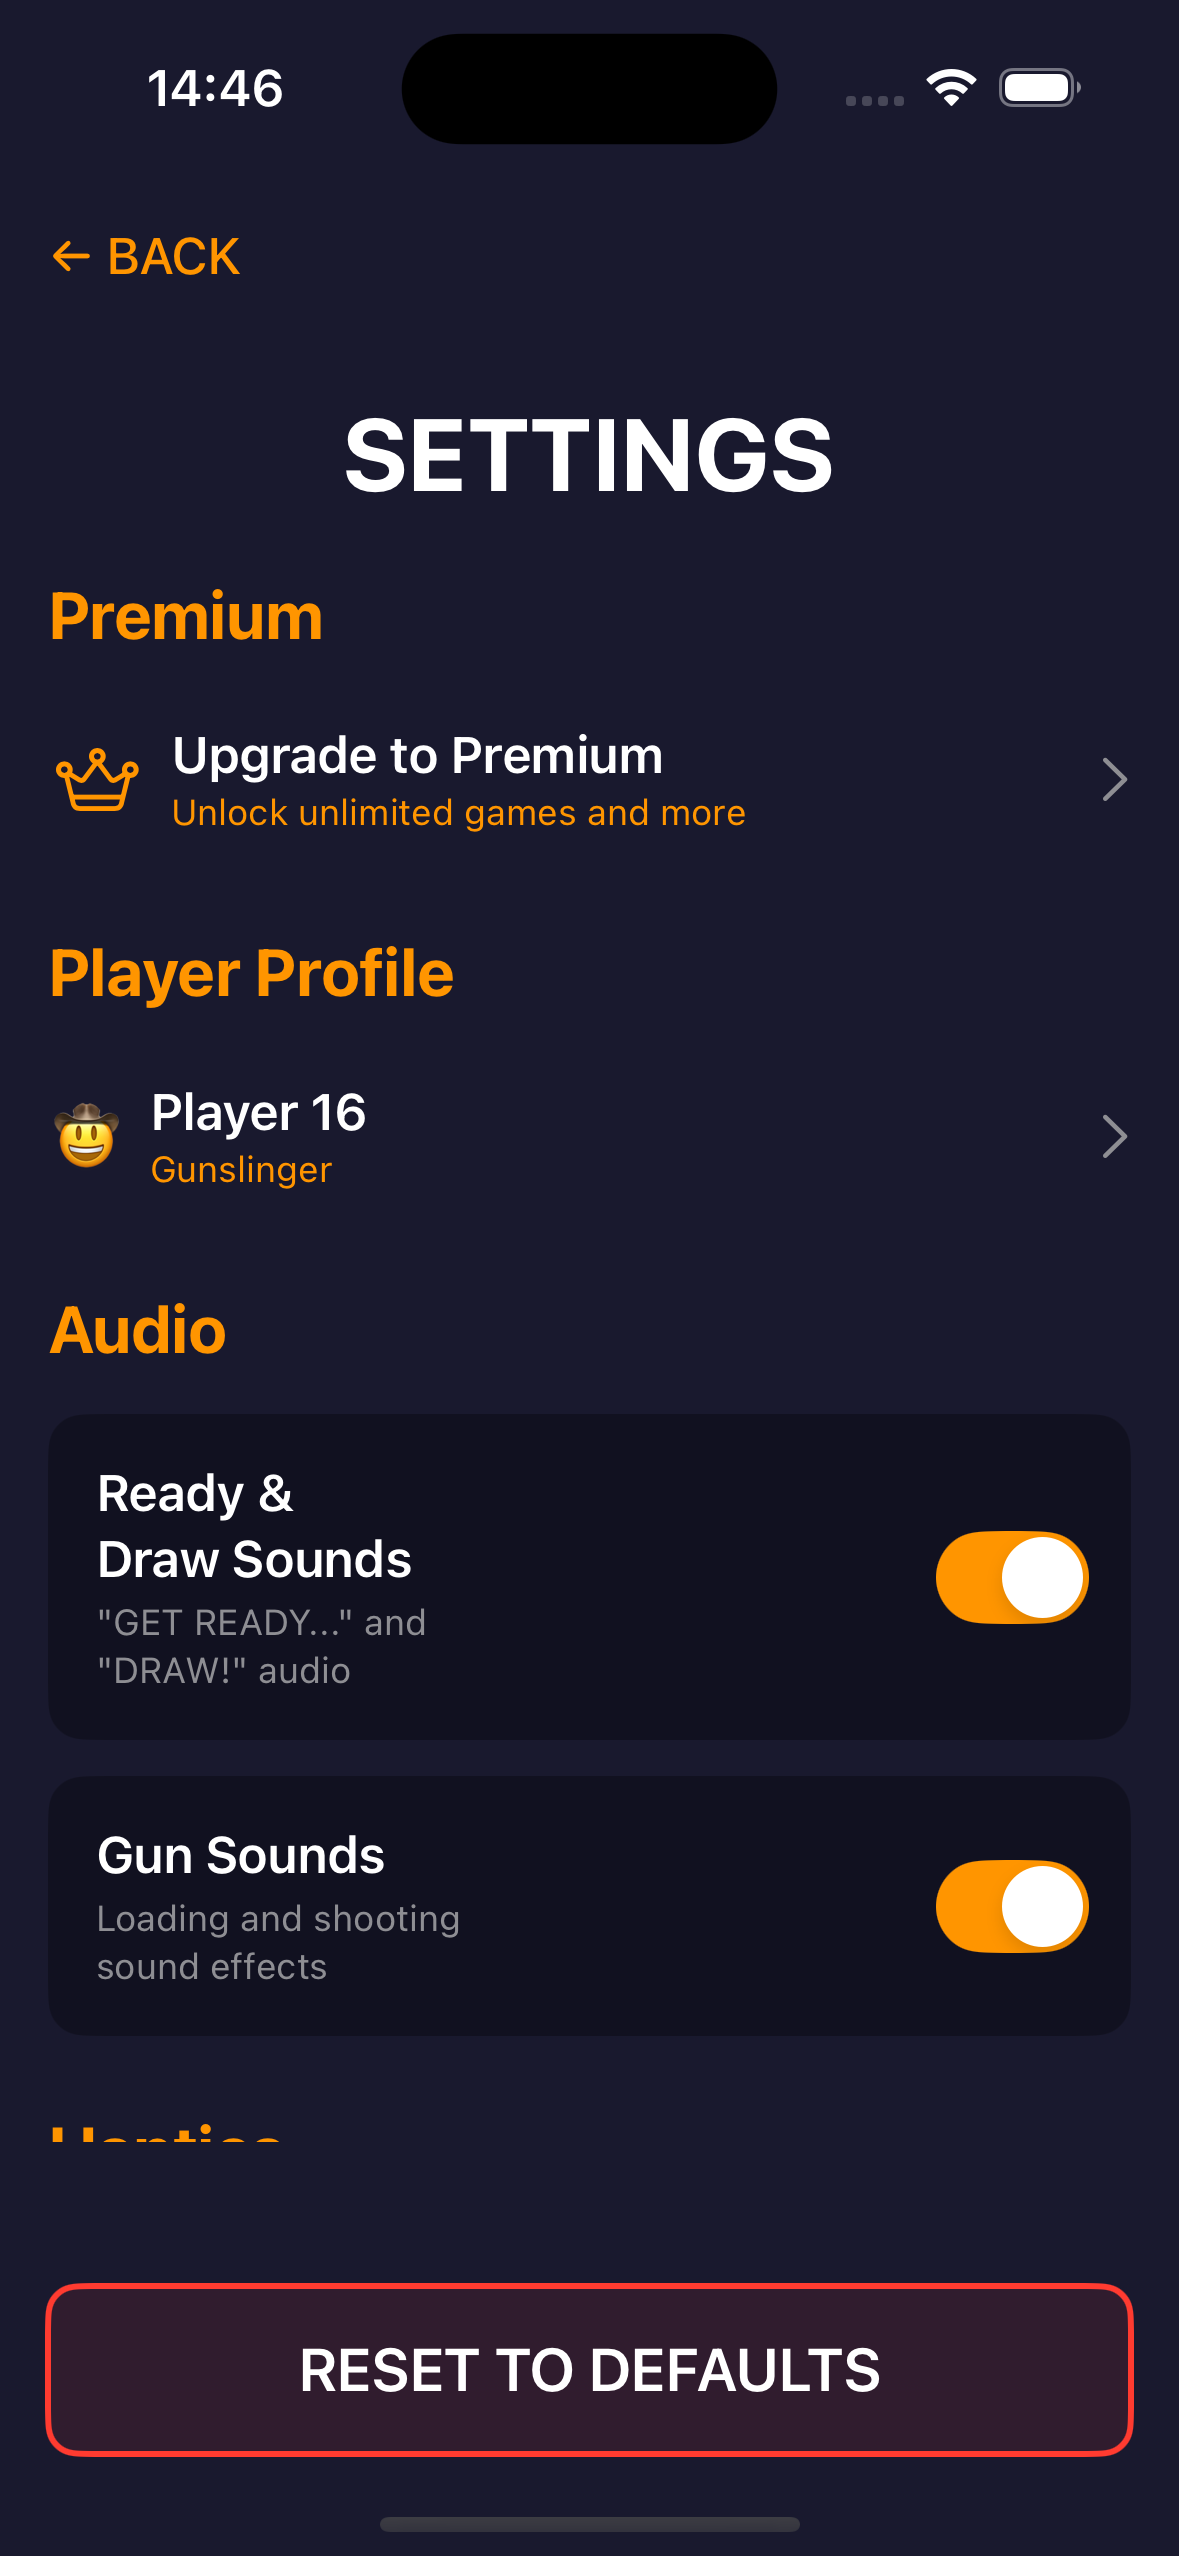 14:46
← BACK
SETTINGS
Premium
Upgrade to Premium
Unlock unlimited games and more
Player Profile
Player 16
Gunslinger
Audio
Ready &
Draw Sounds
"GET READY..." and
"DRAW!" audio
Gun Sounds
Loading and shooting
sound effects
Haptics
RESET TO DEFAULTS